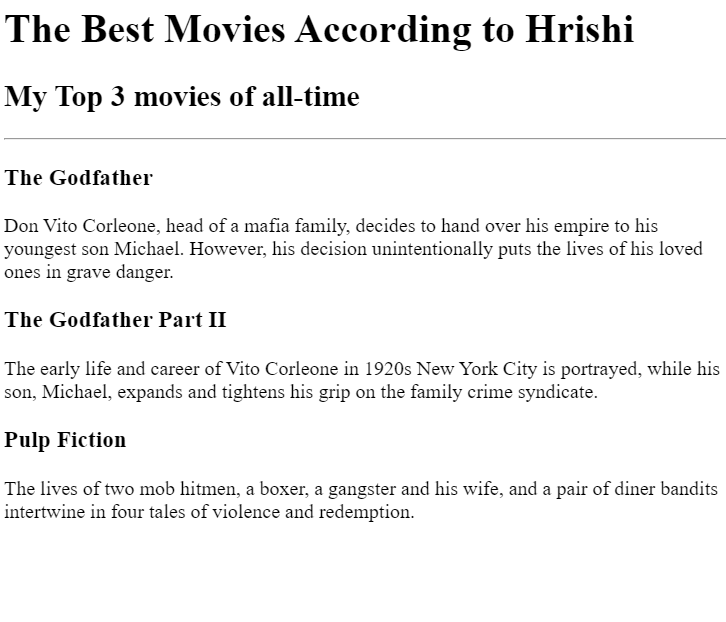 The Best Movies According to Hrishi
My Top 3 movies of all-time
The Godfather
Don Vito Corleone, head of a mafia family, decides to hand over his empire to his
youngest son Michael. However, his decision unintentionally puts the lives of his loved
ones in grave danger.
The Godfather Part II
The early life and career of Vito Corleone in 1920s New York City is portrayed, while his
son, Michael, expands and tightens his grip on the family crime syndicate.
Pulp Fiction
The lives of two mob hitmen, a boxer, a gangster and his wife, and a pair of diner bandits
intertwine in four tales of violence and redemption.